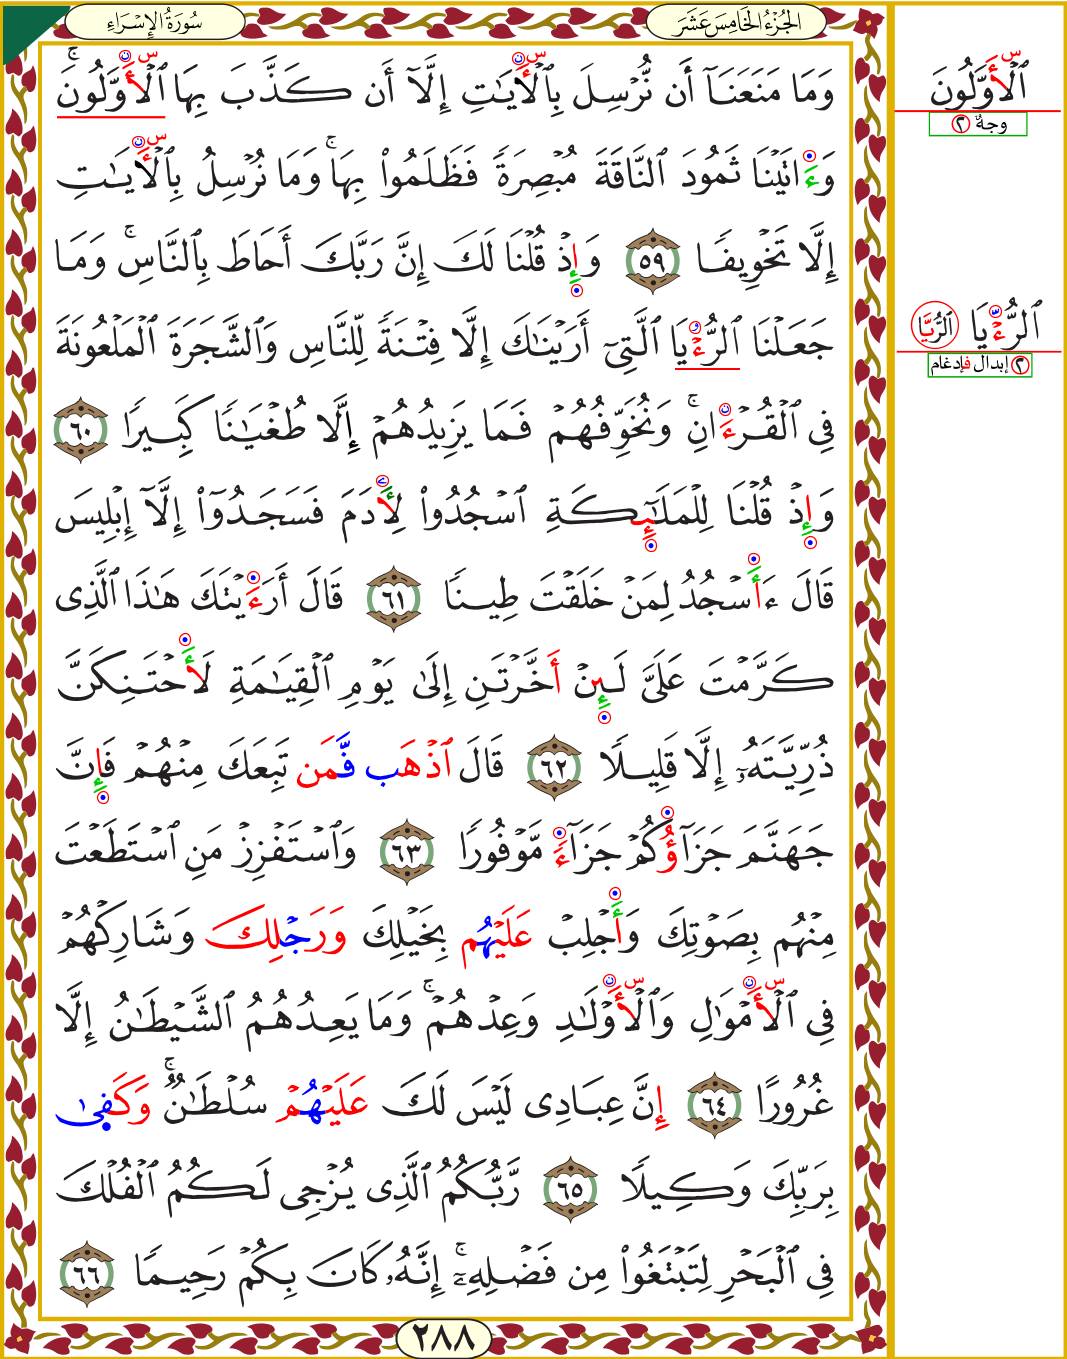 الجُزْءُ الخَامِسَ عَشَرَ
سُورَةُ الإِسْرَاءِ
وَمَا مَنَعَنَآ أَن نُّرْسِلَ بِٱلْأَيَٰتِ إِلَّآ أَن كَذَّبَ بِهَا ٱلْأَوَّلُونَۚ
وَءَاتَيْنَا ثَمُودَ ٱلنَّاقَةَ مُبْصِرَةً فَظَلَمُوا۟ بِهَاۚ وَمَا نُرْسِلُ بِٱلْأَيَٰتِ
إِلَّا تَخْوِيفًا ٥٩ وَإِذْ قُلْنَا لَكَ إِنَّ رَبَّكَ أَحَاطَ بِٱلنَّاسِۚ وَمَا
جَعَلْنَا ٱلرُّءْيَا ٱلَّتِىٓ أَرَيْنَٰكَ إِلَّا فِتْنَةً لِّلنَّاسِ وَٱلشَّجَرَةَ ٱلْمَلْعُونَةَ
فِى ٱلْقُرْءَانِۚ وَنُخَوِّفُهُمْ فَمَا يَزِيدُهُمْ إِلَّا طُغْيَٰنًا كَبِيرًا ٦٠
وَإِذْ قُلْنَا لِلْمَلَٰٓئِكَةِ ٱسْجُدُوا۟ لِأَدَمَ فَسَجَدُوٓا۟ إِلَّآ إِبْلِيسَ
قَالَ ءَأَسْجُدُ لِمَنْ خَلَقْتَ طِينًا ٦١ قَالَ أَرَءَيْتَكَ هَٰذَا ٱلَّذِى
كَرَّمْتَ عَلَىَّ لَئِنْ أَخَّرْتَنِ إِلَىٰ يَوْمِ ٱلْقِيَٰمَةِ لَأَحْتَنِكَنَّ
ذُرِّيَّتَهُۥٓ إِلَّا قَلِيلًا ٦٢ قَالَ ٱذْهَب فَّمَن تَبِعَكَ مِنْهُمْ فَإِنَّ
جَهَنَّمَ جَزَآؤُكُمْ جَزَآءً مَّوْفُورًا ٦٣ وَٱسْتَفْزِزْ مَنِ ٱسْتَطَعْتَ
مِنْهُم بِصَوْتِكَ وَأَجْلِبْ عَلَيْهُم بِخَيْلِكَ وَرَجْلِكَ وَشَارِكْهُمْ
فِى ٱلْأَمْوَٰلِ وَٱلْأَوْلَٰدِ وَعِدْهُمْۚ وَمَا يَعِدُهُمُ ٱلشَّيْطَٰنُ إِلَّا
غُرُورًا ٦٤ إِنَّ عِبَادِى لَيْسَ لَكَ عَلَيْهُمْ سُلْطَٰنٌۚ وَكَفَىٰ
بِرَبِّكَ وَكِيلًا ٦٥ رَّبُّكُمُ ٱلَّذِى يُزْجِى لَكُمُ ٱلْفُلْكَ
فِى ٱلْبَحْرِ لِتَبْتَغُوا۟ مِن فَضْلِهِۦٓۚ إِنَّهُۥ كَانَ بِكُمْ رَحِيمًا ٦٦
٢٨٨
ٱلْأَوَّلُونَ
٢ وجهٌ
ٱلرُّءْيَا ٱلرُّيَّا
٢ إبدال فإدغام